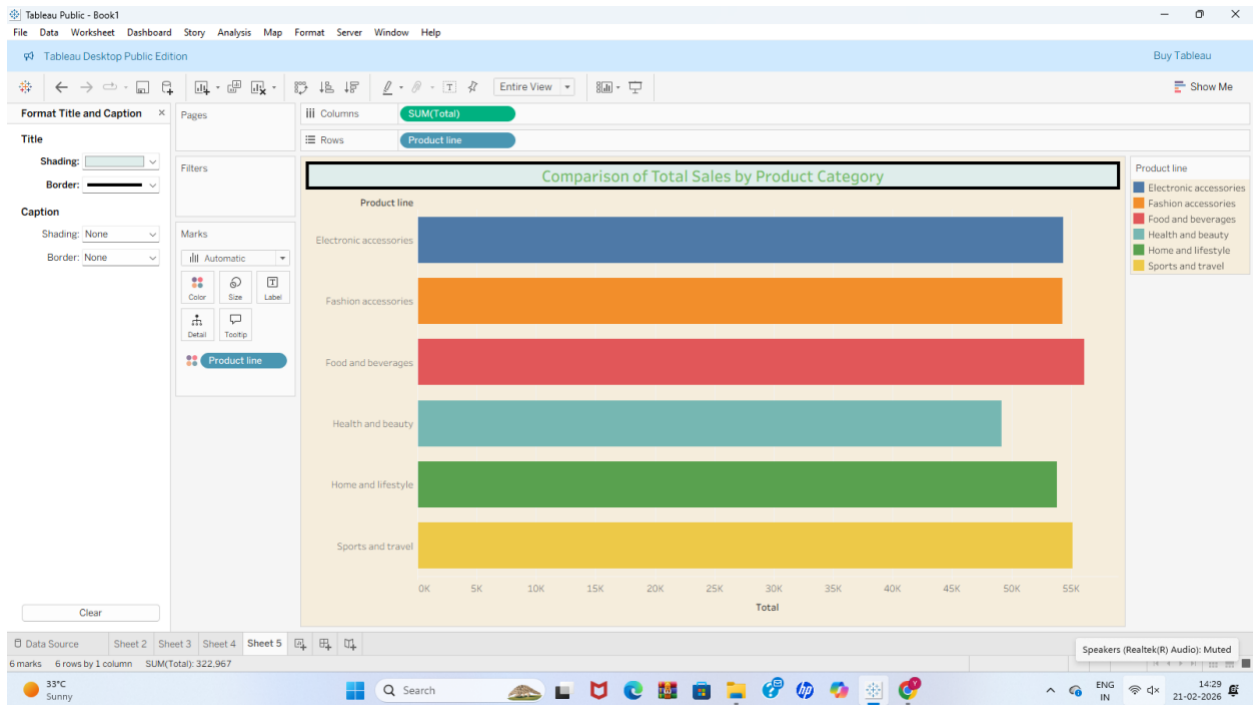 Tableau Public - Book1
File Data Worksheet Dashboard Story Analysis Map Format Server Window Help
Tableau Desktop Public Edition
Buy Tableau
Entire View
Show Me
Format Title and Caption
Title
Shading:
Border:
Caption
Shading: None
Border: None
Clear
Pages
Filters
Marks
Automatic
Color Size Label
Detail Tooltip
Product line
Columns SUM(Total)
Rows Product line
Comparison of Total Sales by Product Category
Product line
Electronic accessories
Fashion accessories
Food and beverages
Health and beauty
Home and lifestyle
Sports and travel
0K 5K 10K 15K 20K 25K 30K 35K 40K 45K 50K 55K
Total
Product line
Electronic accessories
Fashion accessories
Food and beverages
Health and beauty
Home and lifestyle
Sports and travel
Data Source Sheet 2 Sheet 3 Sheet 4 Sheet 5
6 marks 6 rows by 1 column SUM(Total): 322,967
Speakers (Realtek(R) Audio): Muted
33°C
Sunny
Search
ENG
IN
14:29
21-02-2026